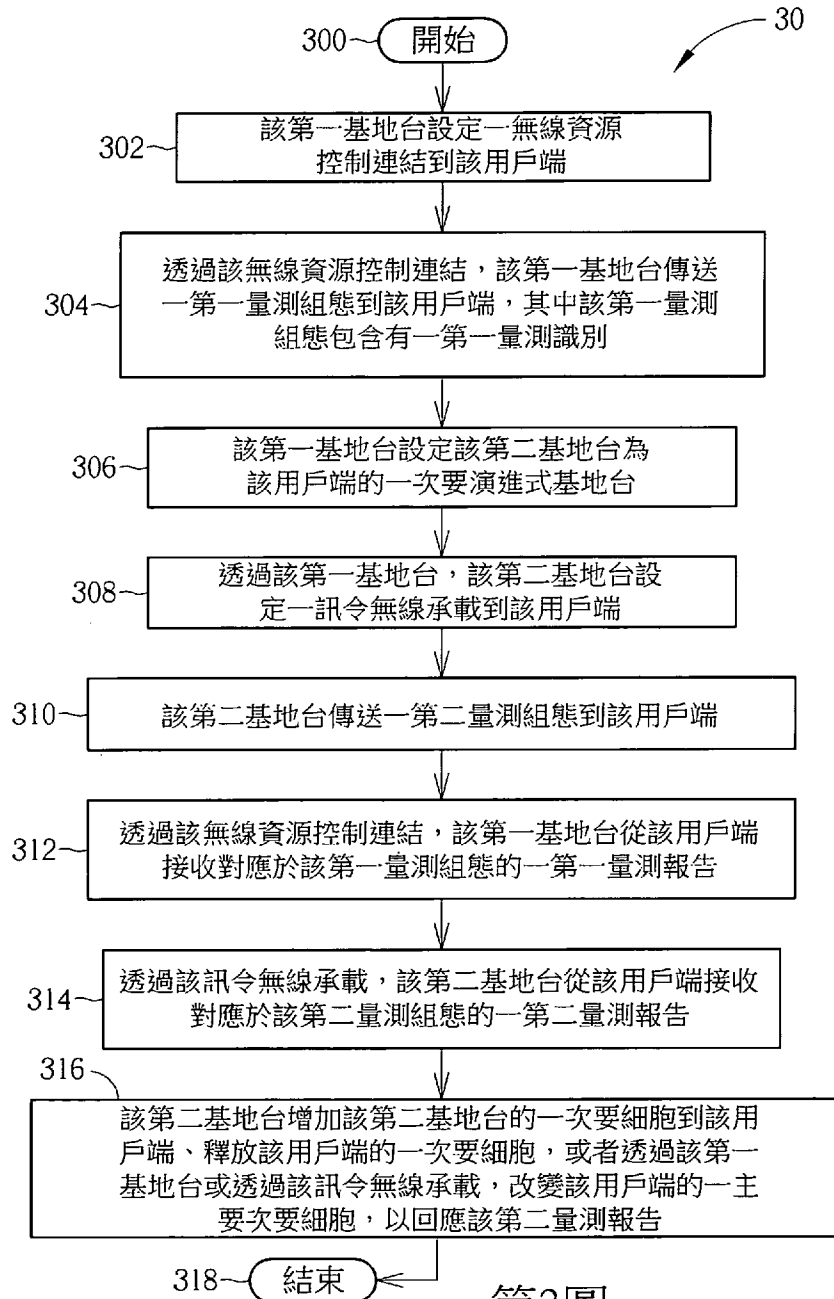 30
300
開始
302
該第一基地台設定一無線資源
控制連結到該用戶端
304
透過該無線資源控制連結，該第一基地台傳送
一第一量測組態到該用戶端，其中該第一量測
組態包含有一第一量測識別
306
該第一基地台設定該第二基地台為
該用戶端的一次要演進式基地台
308
透過該第一基地台，該第二基地台設
定一訊令無線承載到該用戶端
310
該第二基地台傳送一第二量測組態到該用戶端
312
透過該無線資源控制連結，該第一基地台從該用戶端
接收對應於該第一量測組態的一第一量測報告
314
透過該訊令無線承載，該第二基地台從該用戶端接收
對應於該第二量測組態的一第二量測報告
316
該第二基地台增加該第二基地台的一次要細胞到該用
戶端、釋放該用戶端的一次要細胞，或者透過該第一
基地台或透過該訊令無線承載，改變該用戶端的一主
要次要細胞，以回應該第二量測報告
318
結束